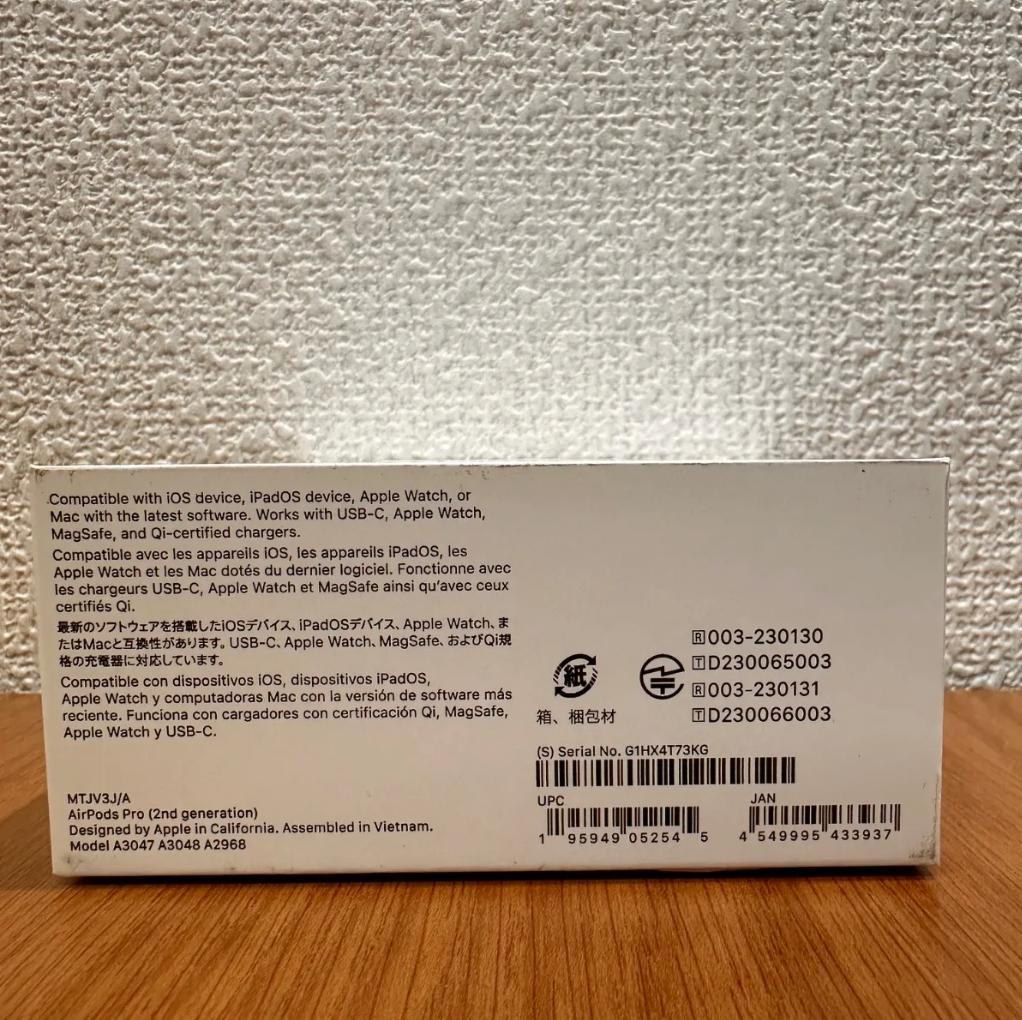 Compatible with iOS device, iPadOS device, Apple Watch, or
Mac with the latest software. Works with USB-C, Apple Watch,
MagSafe, and Qi-certified chargers.
Compatible avec les appareils iOS, les appareils iPadOS, les
Apple Watch et les Mac dotés du dernier logiciel. Fonctionne avec
les chargeurs USB-C, Apple Watch et MagSafe ainsi qu'avec ceux
certifiés Qi.
最新のソフトウェアを搭載したiOSデバイス、iPadOSデバイス、Apple Watch、ま
たはMacと互換性があります。USB-C、Apple Watch、MagSafe、およびQi規
格の充電器に対応しています。
Compatible con dispositivos iOS, dispositivos iPadOS,
Apple Watch y computadoras Mac con la versión de software más
reciente. Funciona con cargadores con certificación Qi, MagSafe,
Apple Watch y USB-C.
MTJV3J/A
AirPods Pro (2nd generation)
Designed by Apple in California. Assembled in Vietnam.
Model A3047 A3048 A2968
紙
箱、梱包材
R 003-230130
T D230065003
R 003-230131
T D230066003
(S) Serial No. G1HX4T73KG
UPC
1 95949 05254 5
JAN
4 549995 433937